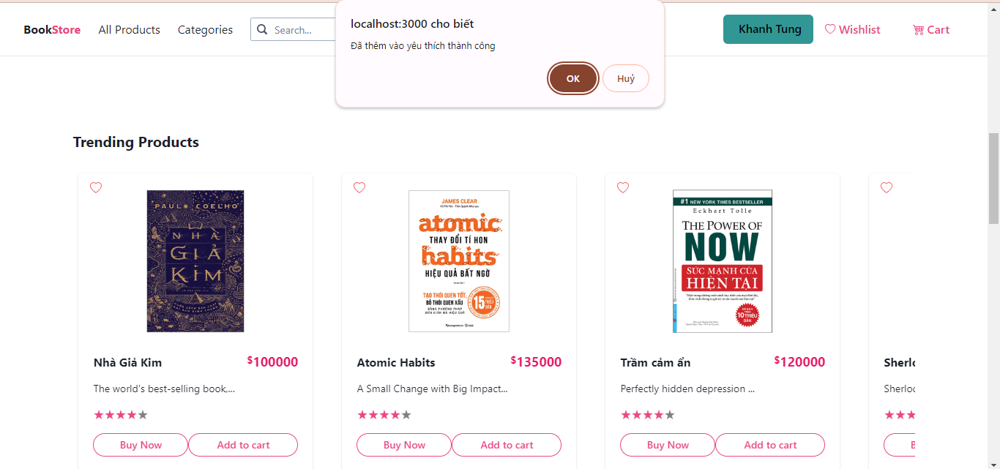 localhost:3000 cho biết
Đã thêm vào yêu thích thành công
OK Huỷ
BookStore All Products Categories Search... Khanh Tung Wishlist Cart
Trending Products
PAULO COELHO
NHÀ
GIẢ
KIM
JAMES CLEAR
atomic
THAY ĐỔI TÍ HON
habits
HIỆU QUẢ BẤT NGỜ
TẠO THÓI QUEN TỐT,
BỎ THÓI QUEN XẤU
BẰNG PHƯƠNG PHÁP
ĐƠN GIẢN MÀ HIỆU QUẢ
15
#1 NEW YORK TIMES BESTSELLER
Eckhart Tolle
THE POWER OF
NOW
SỨC MẠNH CỦA
HIỆN TẠI
10 TRIỆU
BẢN
Nhà Giả Kim $100000
The world's best-selling book,...
Buy Now Add to cart
Atomic Habits $135000
A Small Change with Big Impact...
Buy Now Add to cart
Trầm cảm ẩn $120000
Perfectly hidden depression ...
Buy Now Add to cart
Sherlo
Sherloc
B